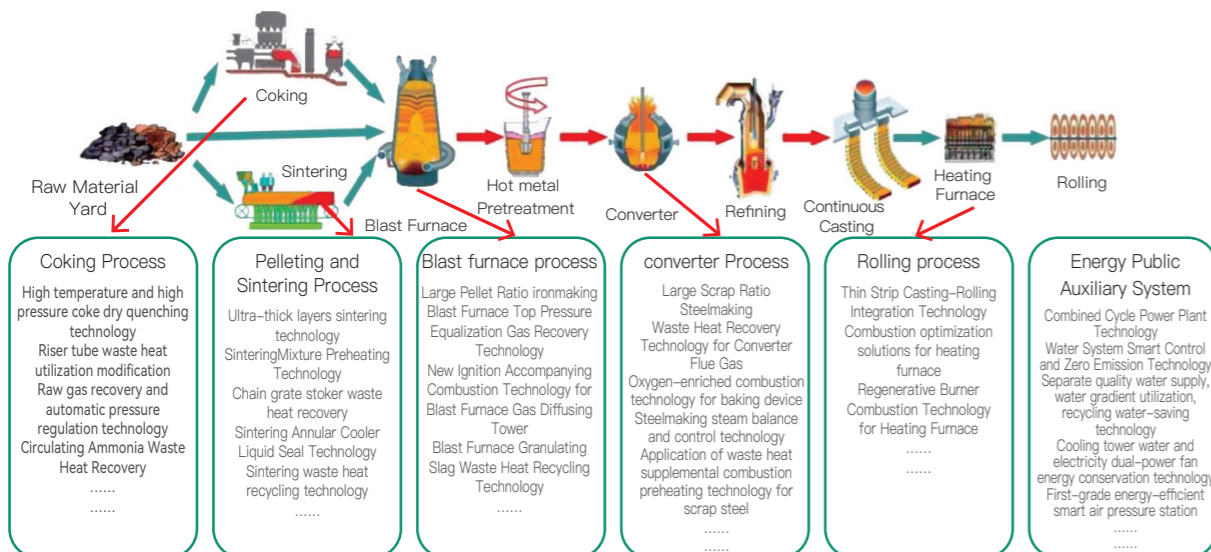 Coking
Raw Material
Yard
Sintering
Blast Furnace
Hot metal
Pretreatment
Converter
Refining
Continuous
Casting
Heating
Furnace
Rolling
Coking Process
High temperature and high
pressure coke dry quenching
technology
Riser tube waste heat
utilization modification
Raw gas recovery and
automatic pressure
regulation technology
Circulating Ammonia Waste
Heat Recovery
......
......
Pelleting and
Sintering Process
Ultra-thick layers sintering
technology
SinteringMixture Preheating
Technology
Chain grate stoker waste
heat recovery
Sintering Annular Cooler
Liquid Seal Technology
Sintering waste heat
recycling technology
......
Blast furnace process
Large Pellet Ratio ironmaking
Blast Furnace Top Pressure
Equalization Gas Recovery
Technology
New Ignition Accompanying
Combustion Technology for
Blast Furnace Gas Diffusing
Tower
Blast Furnace Granulating
Slag Waste Heat Recycling
Technology
......
converter Process
Large Scrap Ratio
Steelmaking
Waste Heat Recovery
Technology for Converter
Flue Gas
Oxygen-enriched combustion
technology for baking device
Steelmaking steam balance
and control technology
Application of waste heat
supplemental combustion
preheating technology for
scrap steel
......
......
Rolling process
Thin Strip Casting-Rolling
Integration Technology
Combustion optimization
solutions for heating
furnace
Regenerative Burner
Combustion Technology
for Heating Furnace
......
......
Energy Public
Auxiliary System
Combined Cycle Power Plant
Technology
Water System Smart Control
and Zero Emission Technology
Separate quality water supply,
water gradient utilization,
recycling water-saving
technology
Cooling tower water and
electricity dual-power fan
energy conservation technology
First-grade energy-efficient
smart air pressure station
......
......